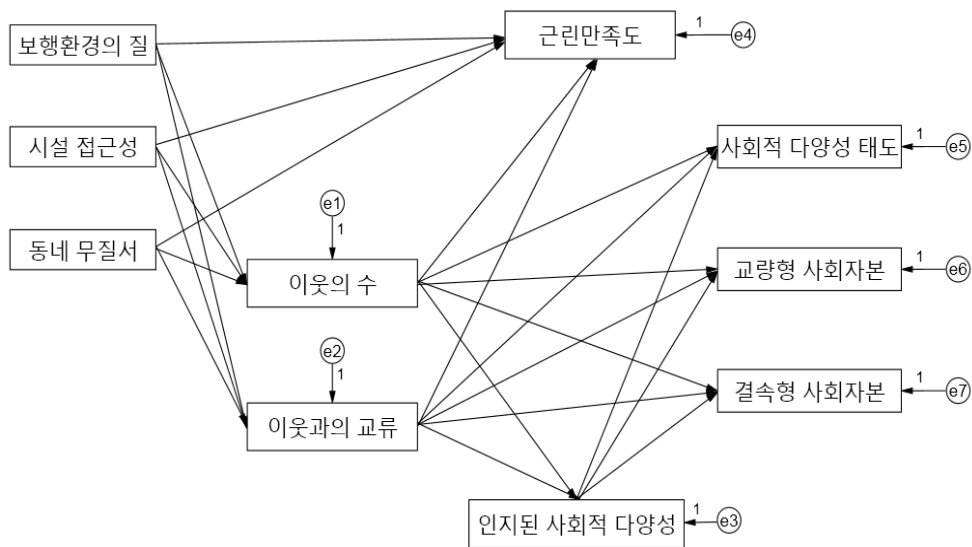 보행환경의 질
근린만족도
1
e4
시설 접근성
사회적 다양성 태도
1
e5
동네 무질서
e1
1
이웃의 수
교량형 사회자본
1
e6
e2
1
이웃과의 교류
결속형 사회자본
1
e7
인지된 사회적 다양성
1
e3